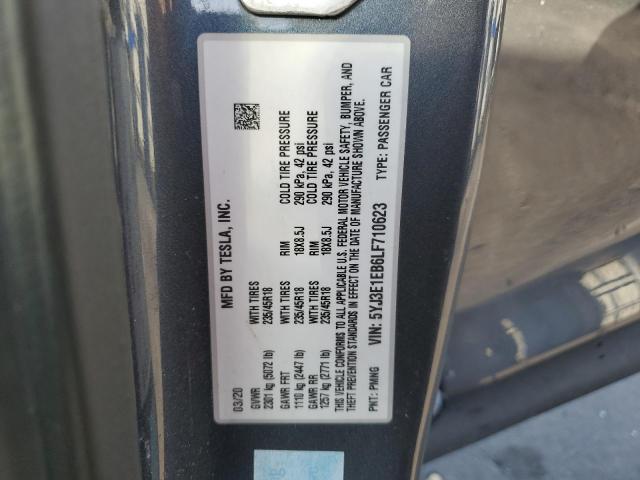 MFD BY TESLA, INC.
03/20
GVWR
2301 kg (5072 lb)
WITH TIRES
235/45R18
GAWR FRT
1110 kg (2447 lb)
WITH TIRES
235/45R18
RIM
18X8.5J
COLD TIRE PRESSURE
290 kPa, 42 psi
GAWR RR
1257 kg (2771 lb)
WITH TIRES
235/45R18
RIM
18X8.5J
COLD TIRE PRESSURE
290 kPa, 42 psi
THIS VEHICLE CONFORMS TO ALL APPLICABLE U.S. FEDERAL MOTOR VEHICLE SAFETY, BUMPER, AND
THEFT PREVENTION STANDARDS IN EFFECT ON THE DATE OF MANUFACTURE SHOWN ABOVE.
PKNT: PMNG VIN: 5YJ3E1EB6LF710623 TYPE: PASSENGER CAR